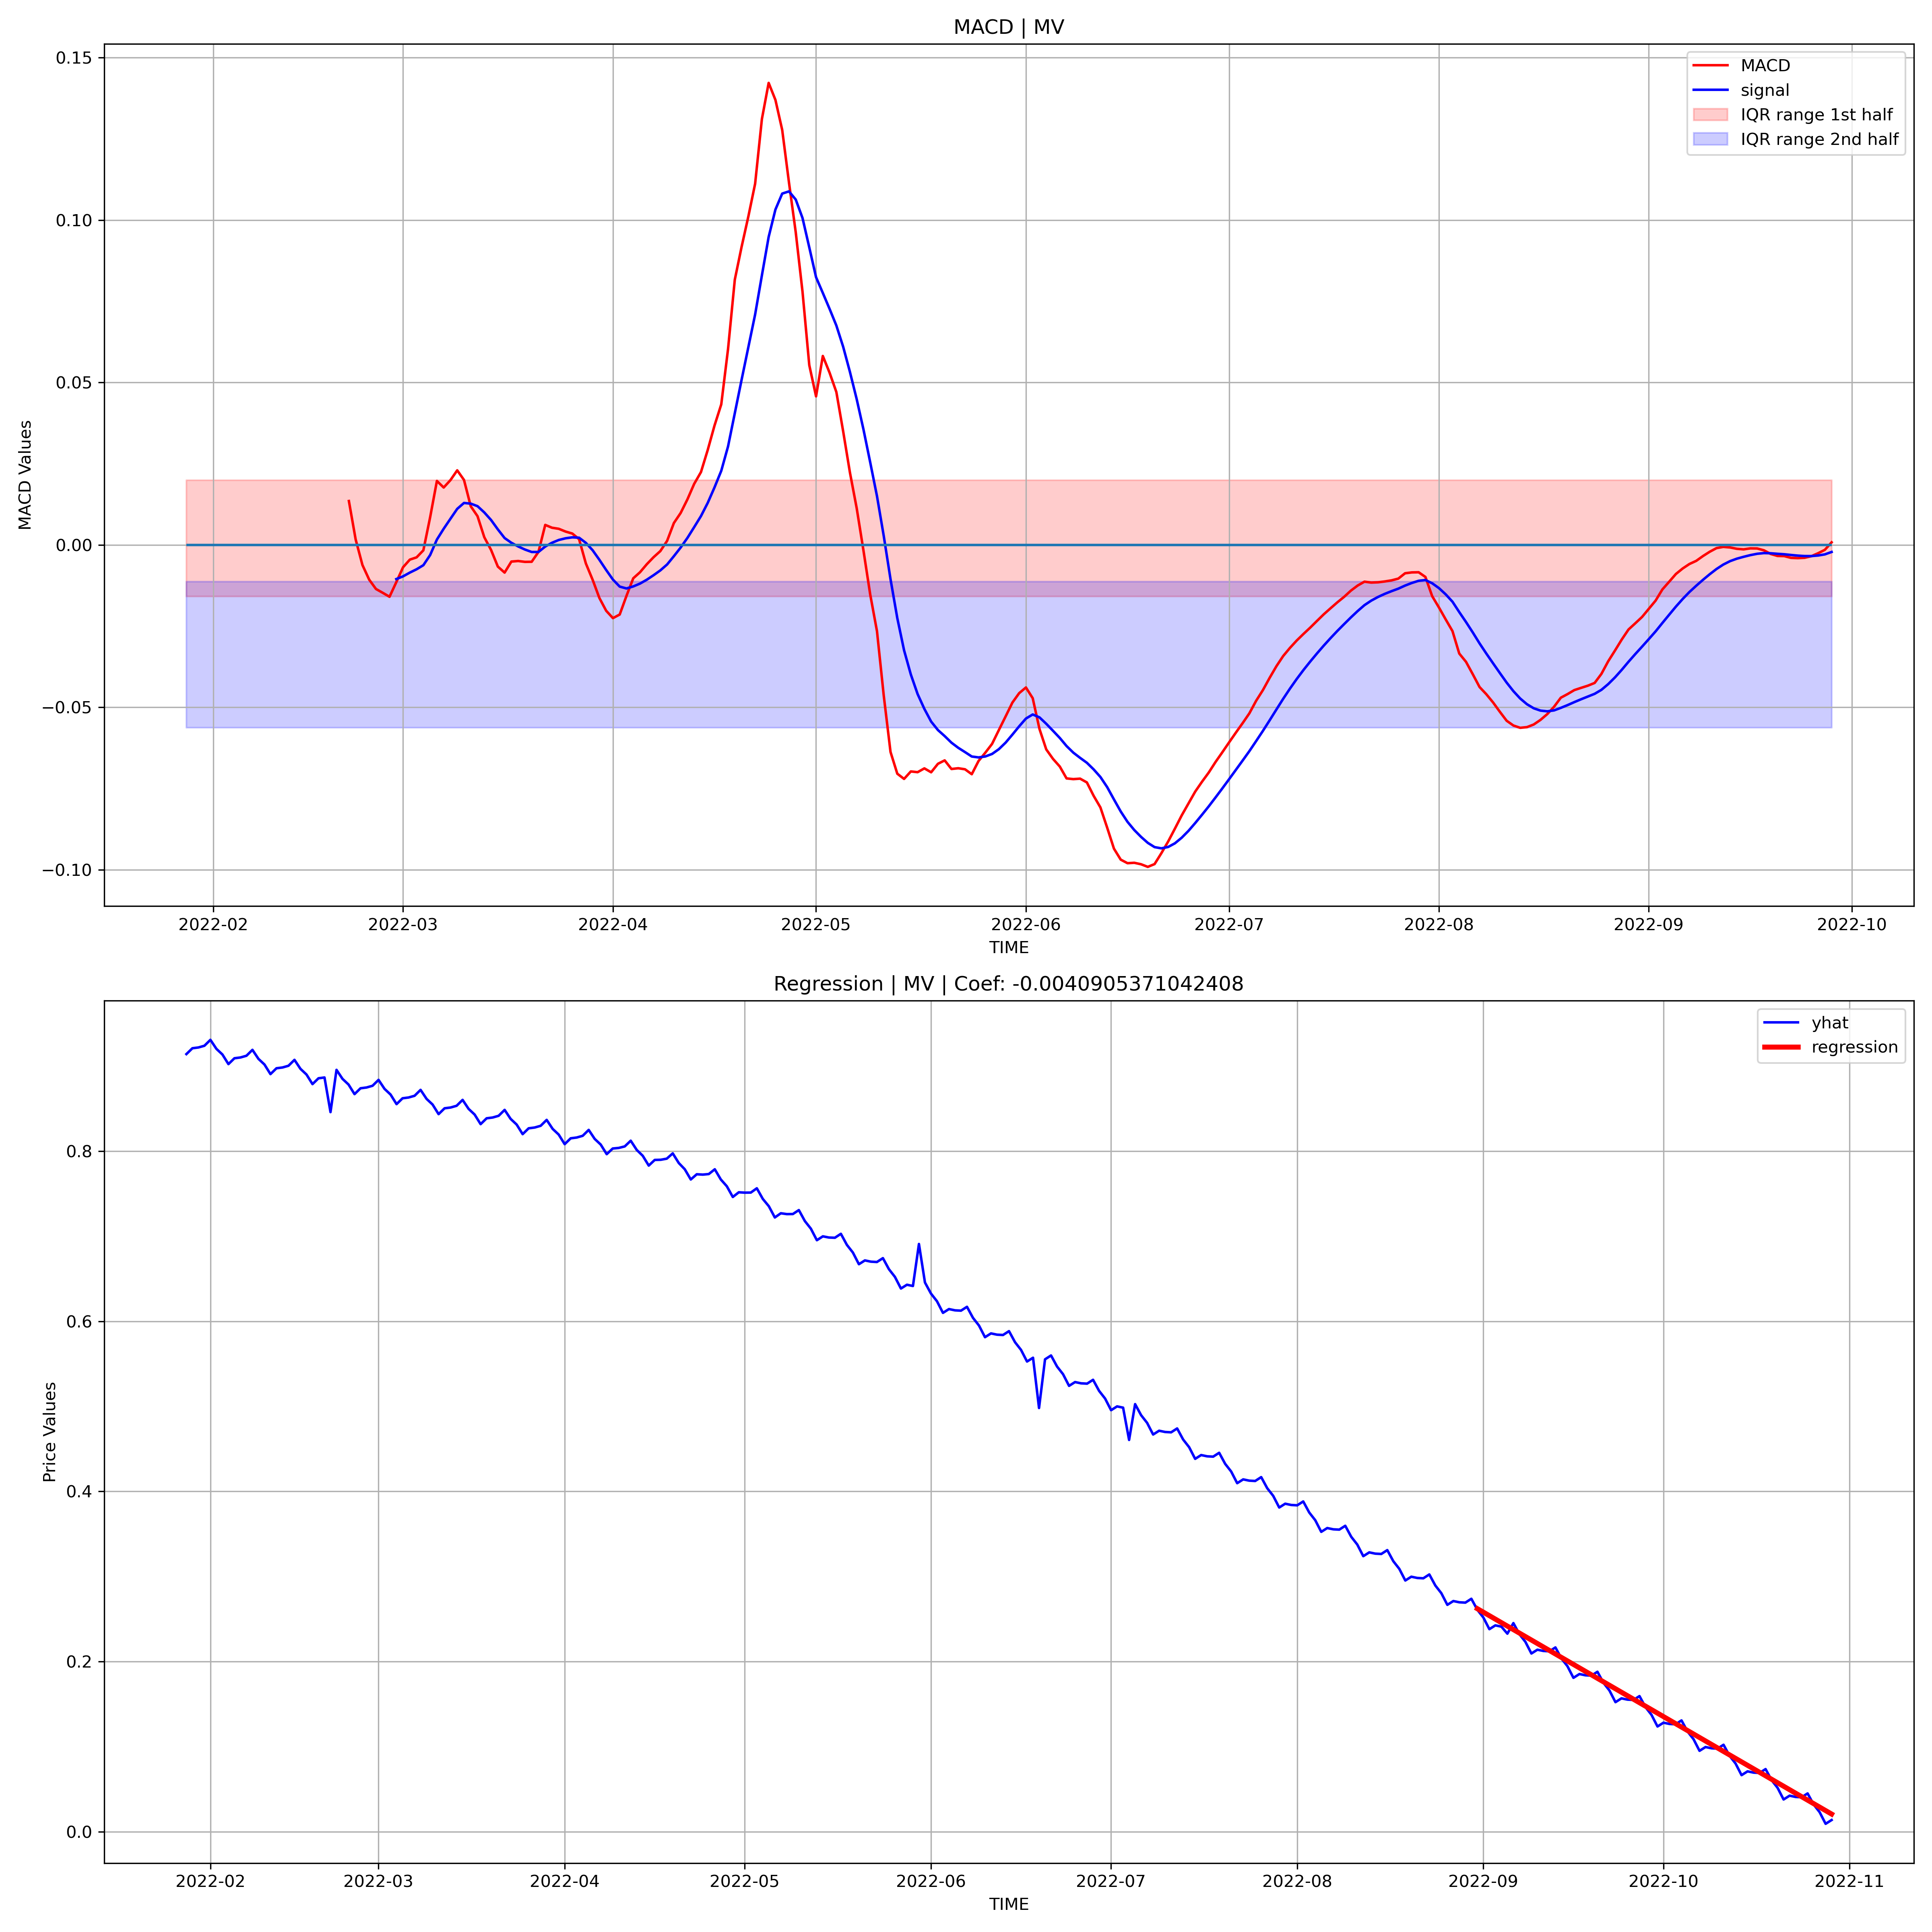 MACD | MV
0.15
0.10
0.05
0.00
−0.05
−0.10
MACD Values
MACD
signal
IQR range 1st half
IQR range 2nd half
2022-02 2022-03 2022-04 2022-05 2022-06 2022-07 2022-08 2022-09 2022-10
TIME
Regression | MV | Coef: -0.0040905371042408
0.8
0.6
0.4
0.2
0.0
Price Values
yhat
regression
2022-02 2022-03 2022-04 2022-05 2022-06 2022-07 2022-08 2022-09 2022-10 2022-11
TIME